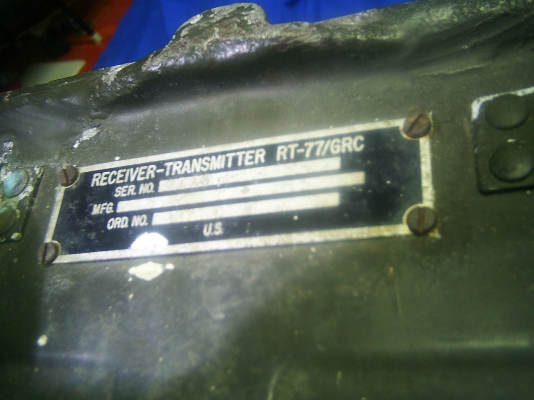 RECEIVER-TRANSMITTER RT-77/GRC
SER. NO.
MFG.
ORD. NO.
U.S.